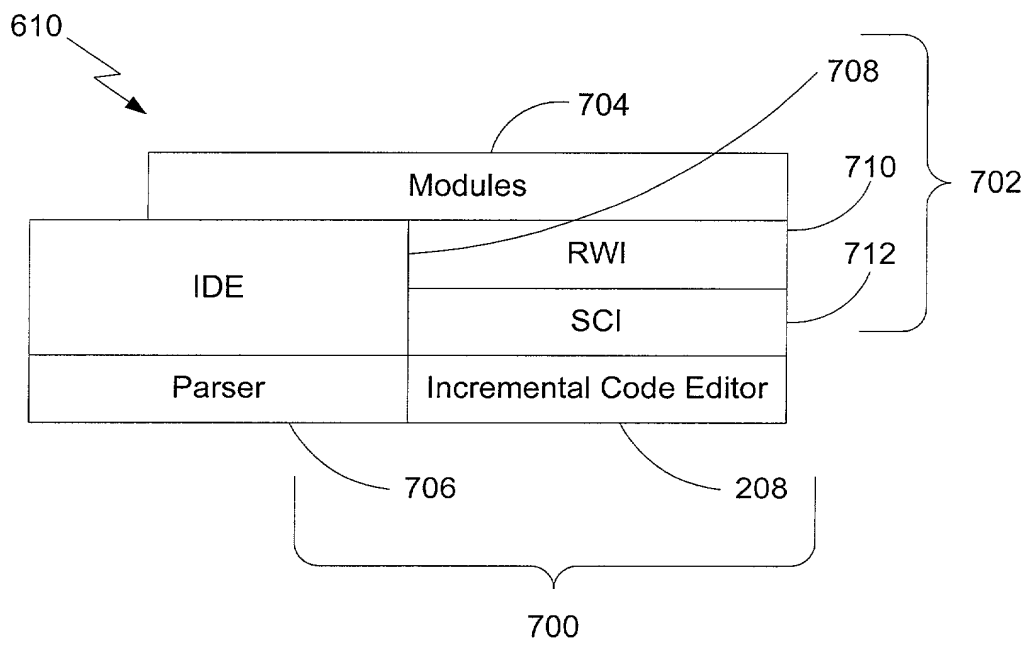 610
708
704
710
702
Modules
712
RWI
IDE
SCI
Parser
Incremental Code Editor
706
208
700